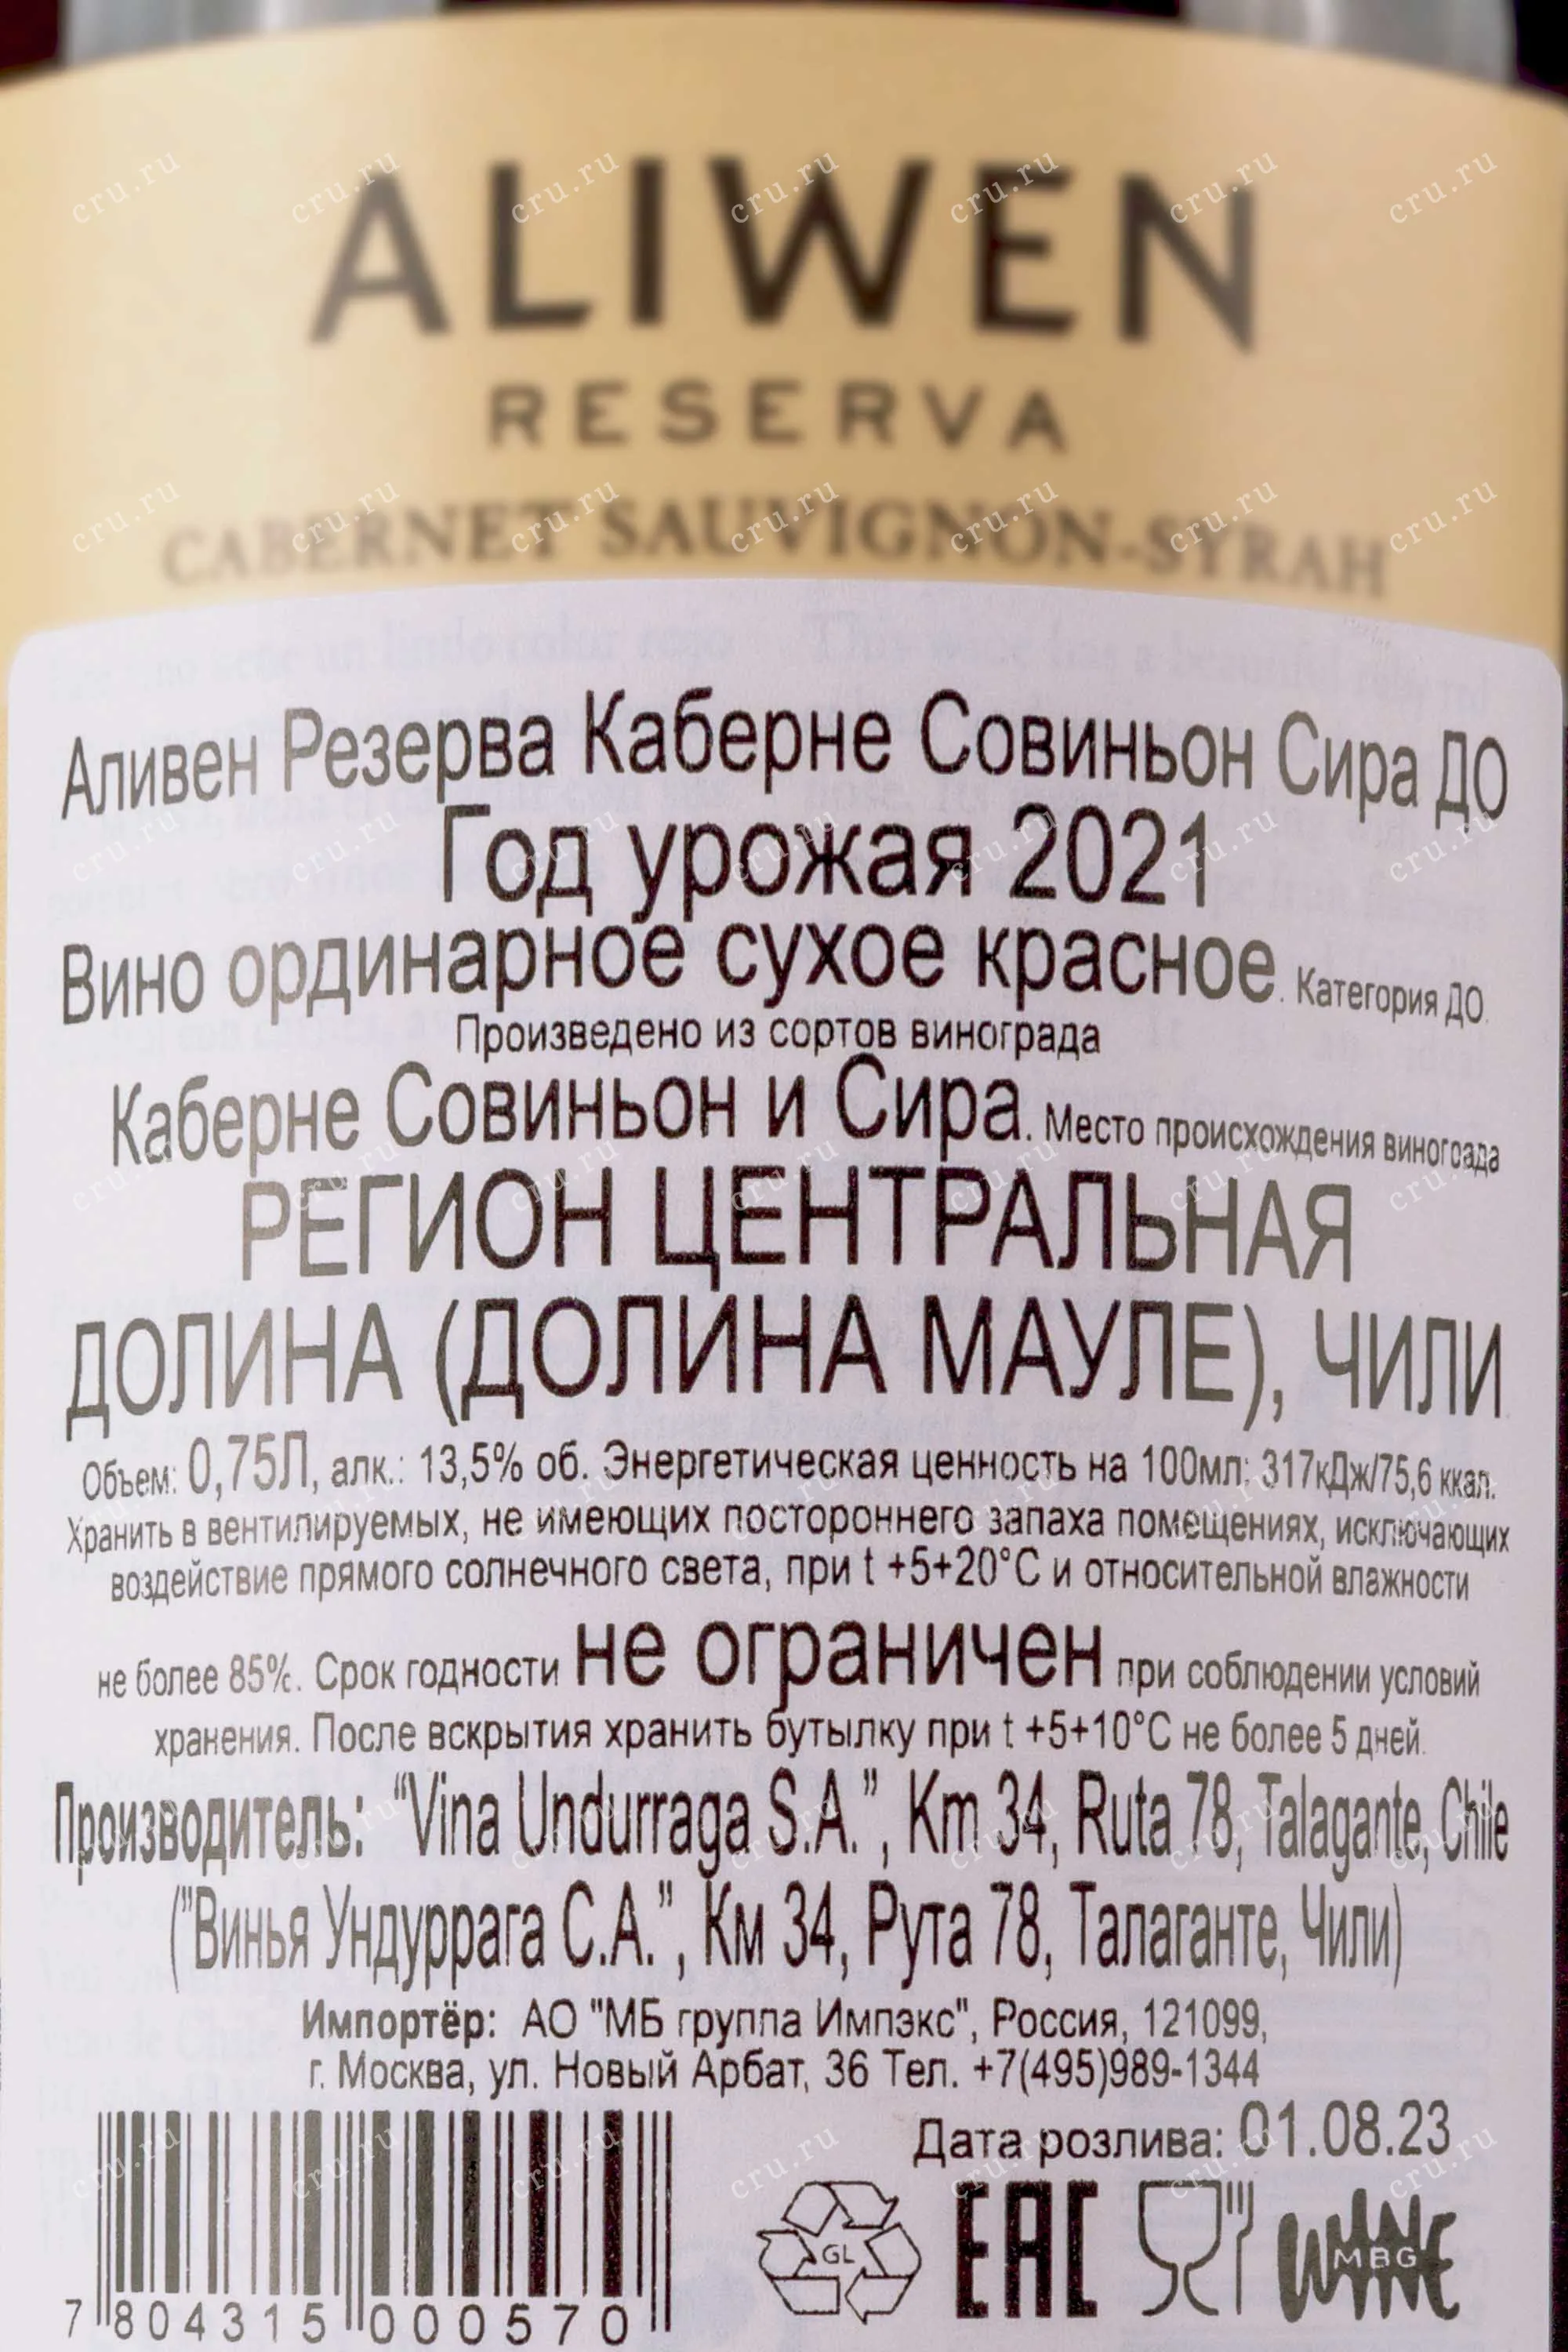 ALIWEN
RESERVA
CABERNET SAUVIGNON-SYRAH
Аливен Резерва Каберне Совиньон Сира ДО
Год урожая 2021
Вино ординарное сухое красное. Категория ДО.
Произведено из сортов винограда
Каберне Совиньон и Сира. Место происхождения винограда
РЕГИОН ЦЕНТРАЛЬНАЯ
ДОЛИНА (ДОЛИНА МАУЛЕ), ЧИЛИ
Объем: 0,75Л, алк.: 13,5% об. Энергетическая ценность на 100мл: 317кДж/75,6 ккал.
Хранить в вентилируемых, не имеющих постороннего запаха помещениях, исключающих
воздействие прямого солнечного света, при t +5+20°C и относительной влажности
не более 85%. Срок годности не ограничен при соблюдении условий
хранения. После вскрытия хранить бутылку при t +5+10°C не более 5 дней.
Производитель: “Vina Undurraga S.A.”, Km 34, Ruta 78, Talagante, Chile
("Винья Ундуррага С.А.", Км 34, Рута 78, Талаганте, Чили)
Импортёр: АО "МБ группа Импэкс", Россия, 121099,
г. Москва, ул. Новый Арбат, 36 Тел. +7(495)989-1344
Дата розлива: 01.08.23
GL
EAC
WINE
MBG
7 804315 000570
cru.ru